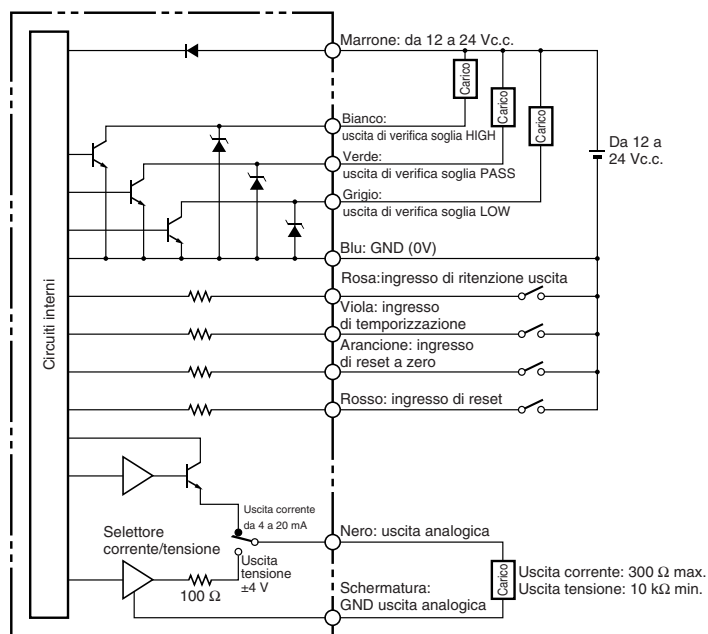 Marrone: da 12 a 24 Vc.c.
Carico
Carico
Carico
Bianco:
uscita di verifica soglia HIGH
Verde:
uscita di verifica soglia PASS
Grigio:
uscita di verifica soglia LOW
Da 12 a
24 Vc.c.
Blu: GND (0V)
Rosa:ingresso di ritenzione uscita
Viola: ingresso
di temporizzazione
Arancione: ingresso
di reset a zero
Rosso: ingresso di reset
Circuiti interni
Uscita corrente
da 4 a 20 mA
Selettore
corrente/tensione
Nero: uscita analogica
Uscita
tensione
±4 V
100 Ω
Schermatura:
GND uscita analogica
Carico
Uscita corrente: 300 Ω max.
Uscita tensione: 10 kΩ min.